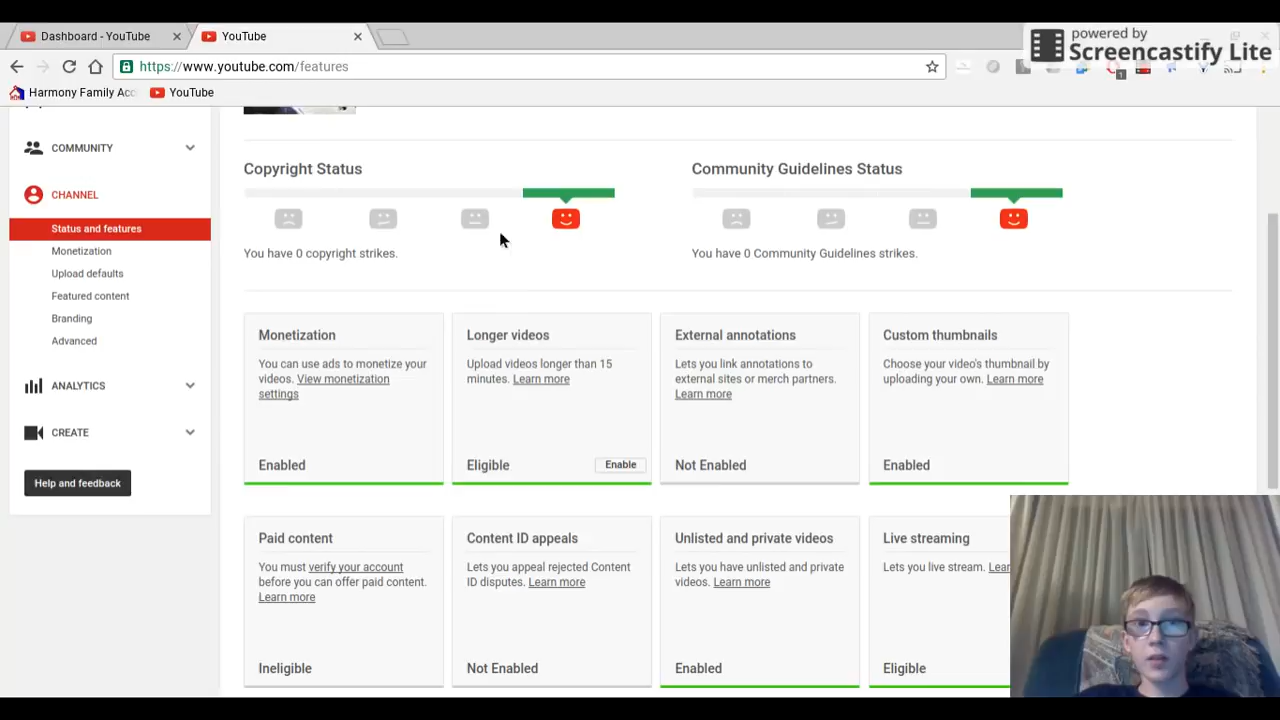 Dashboard - YouTube
YouTube
powered by
Screencastify Lite
https://www.youtube.com/features
1
Harmony Family Acc
YouTube
COMMUNITY
CHANNEL
Status and features
Monetization
Upload defaults
Featured content
Branding
Advanced
ANALYTICS
CREATE
Help and feedback
Copyright Status
You have 0 copyright strikes.
Community Guidelines Status
You have 0 Community Guidelines strikes.
Monetization
You can use ads to monetize your
videos. View monetization
settings
Enabled
Longer videos
Upload videos longer than 15
minutes. Learn more
Eligible
Enable
External annotations
Lets you link annotations to
external sites or merch partners.
Learn more
Not Enabled
Custom thumbnails
Choose your video's thumbnail by
uploading your own. Learn more
Enabled
Paid content
You must verify your account
before you can offer paid content.
Learn more
Ineligible
Content ID appeals
Lets you appeal rejected Content
ID disputes. Learn more
Not Enabled
Unlisted and private videos
Lets you have unlisted and private
videos. Learn more
Enabled
Live streaming
Lets you live stream. Lear
Eligible